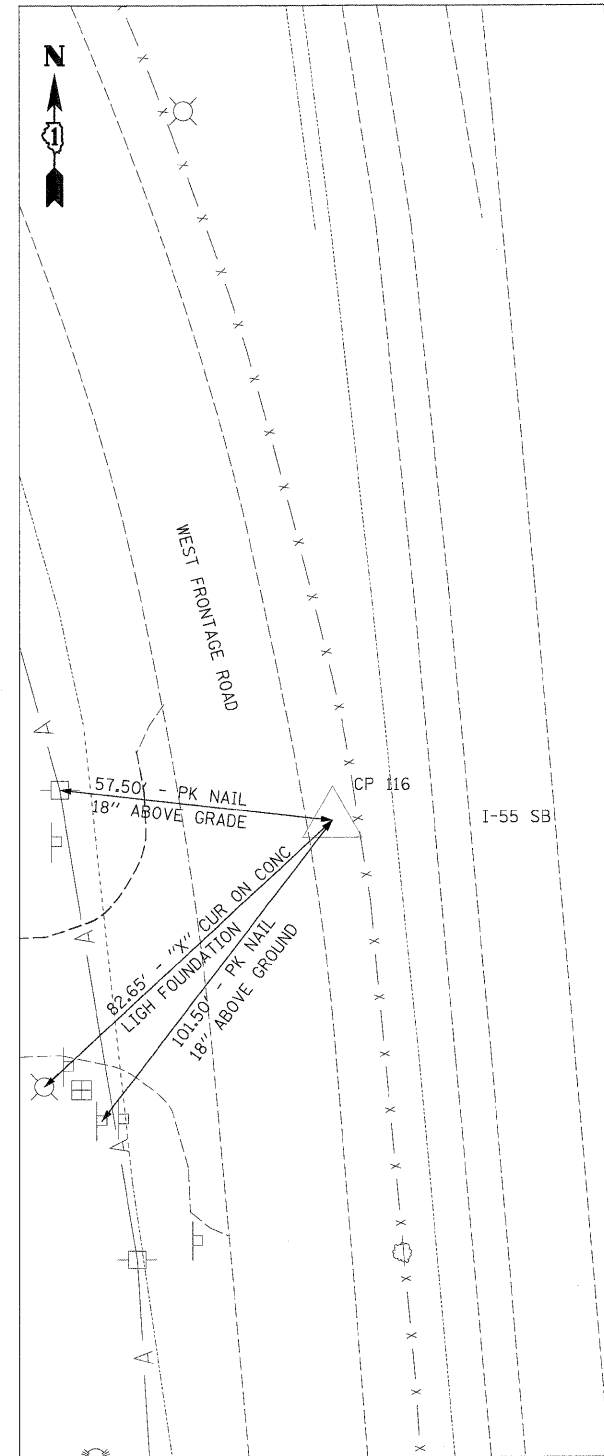 N
1
WEST FRONTAGE ROAD
A
57.50' - PK NAIL
18" ABOVE GRADE
CP 116
I-55 SB
A
82.65' - "X" CUR ON CONC
LIGH FOUNDATION
101.50' - PK NAIL
18" ABOVE GROUND
A
A